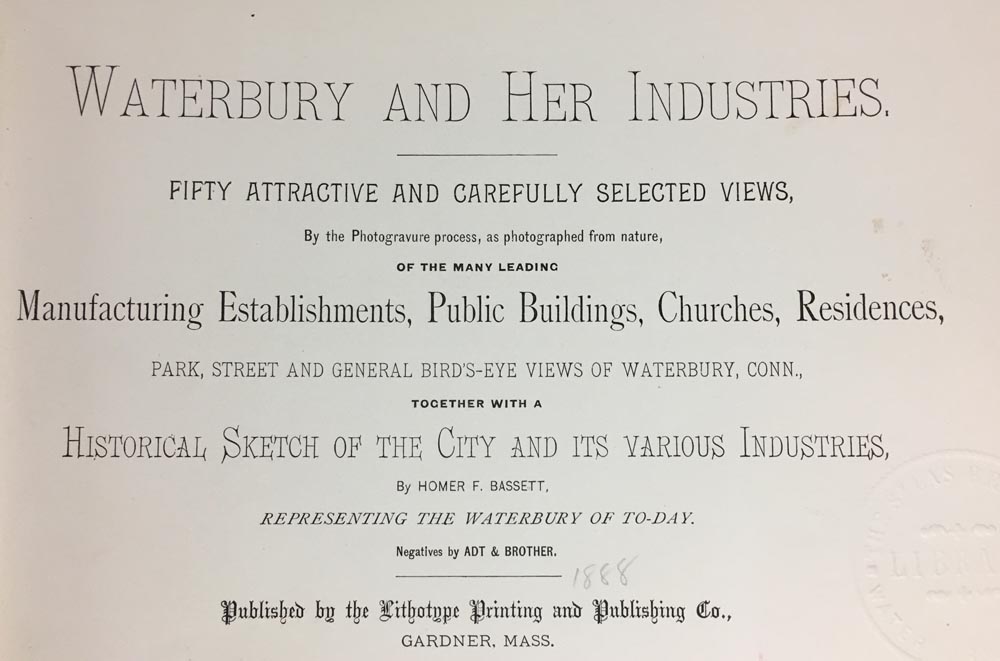 WATERBURY AND HER INDUSTRIES.
FIFTY ATTRACTIVE AND CAREFULLY SELECTED VIEWS,
By the Photogravure process, as photographed from nature,
OF THE MANY LEADING
Manufacturing Establishments, Public Buildings, Churches, Residences,
PARK, STREET AND GENERAL BIRD'S-EYE VIEWS OF WATERBURY, CONN.,
TOGETHER WITH A
HISTORICAL SKETCH OF THE CITY AND ITS VARIOUS INDUSTRIES,
By HOMER F. BASSETT,
REPRESENTING THE WATERBURY OF TO-DAY.
Negatives by ADT & BROTHER.
1888
Published by the Lithotype Printing and Publishing Co.,
GARDNER, MASS.